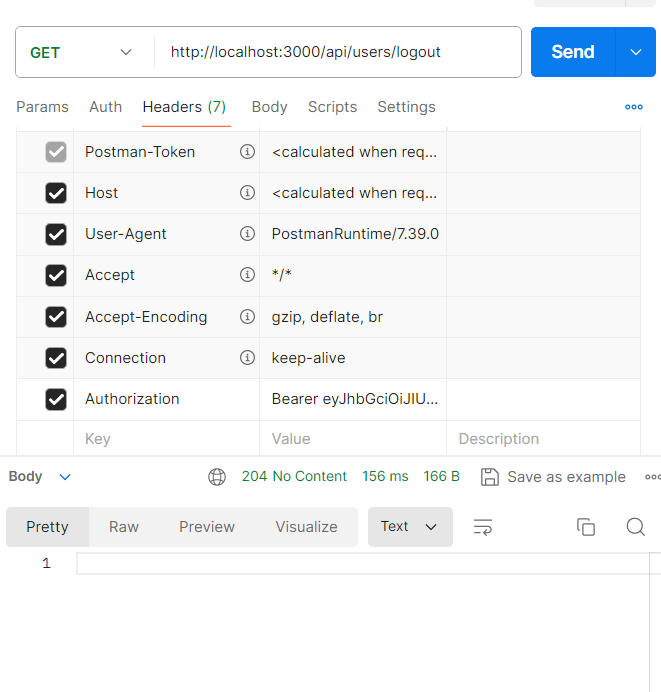 GET http://localhost:3000/api/users/logout Send
Params Auth Headers (7) Body Scripts Settings
Postman-Token <calculated when req...
Host <calculated when req...
User-Agent PostmanRuntime/7.39.0
Accept */*
Accept-Encoding gzip, deflate, br
Connection keep-alive
Authorization Bearer eyJhbGciOiJIU...
Key Value Description
Body 204 No Content 156 ms 166 B Save as example
Pretty Raw Preview Visualize Text
1